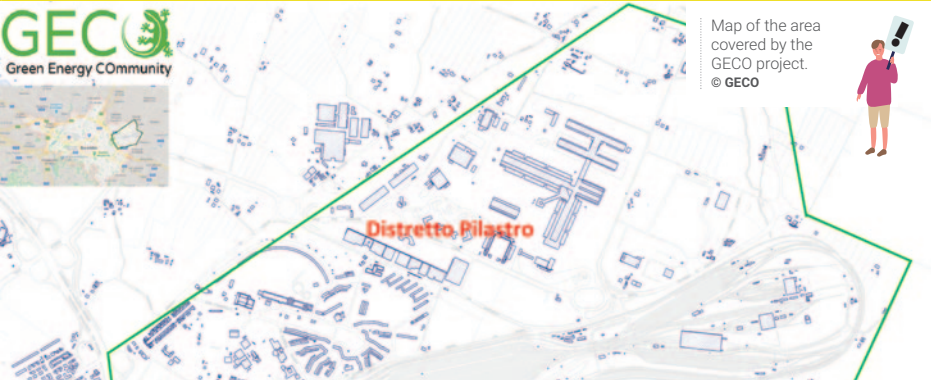 GECO
Green Energy COmmunity
Map of the area
covered by the
GECO project.
© GECO
Distretto Pilastro